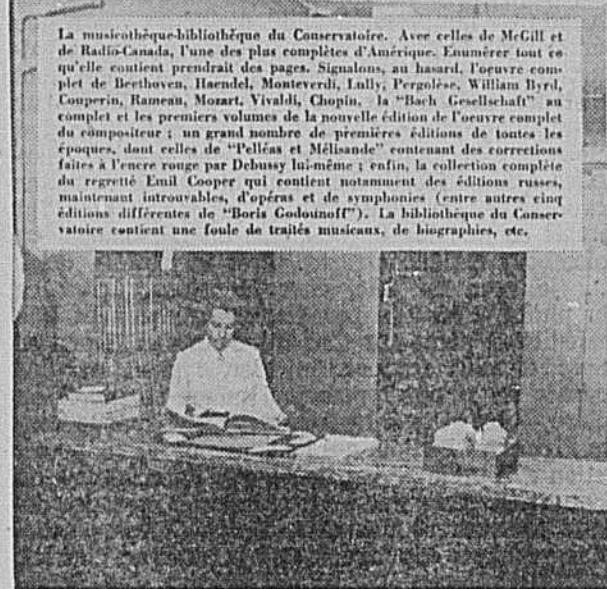 La musicothèque-bibliothèque du Conservatoire. Avec celles de McGill et
de Radio-Canada, l'une des plus complètes d'Amérique. Enumérer tout ce
qu'elle contient prendrait des pages. Signalons, au hasard, l'oeuvre com-
plet de Beethoven, Haendel, Monteverdi, Lully, Pergolèse, William Byrd,
Couperin, Rameau, Mozart, Vivaldi, Chopin, la "Bach Gesellschaft" au
complet et les premiers volumes de la nouvelle édition de l'oeuvre complet
du compositeur ; un grand nombre de premières éditions de toutes les
époques, dont celles de "Pelléas et Mélisande" contenant des corrections
faites à l'encre rouge par Debussy lui-même ; enfin, la collection complète
du regretté Emil Cooper qui contient notamment des éditions russes,
maintenant introuvables, d'opéras et de symphonies (entre autres cinq
éditions différentes de "Boris Godounoff"). La bibliothèque du Conser-
vatoire contient une foule de traités musicaux, de biographies, etc.